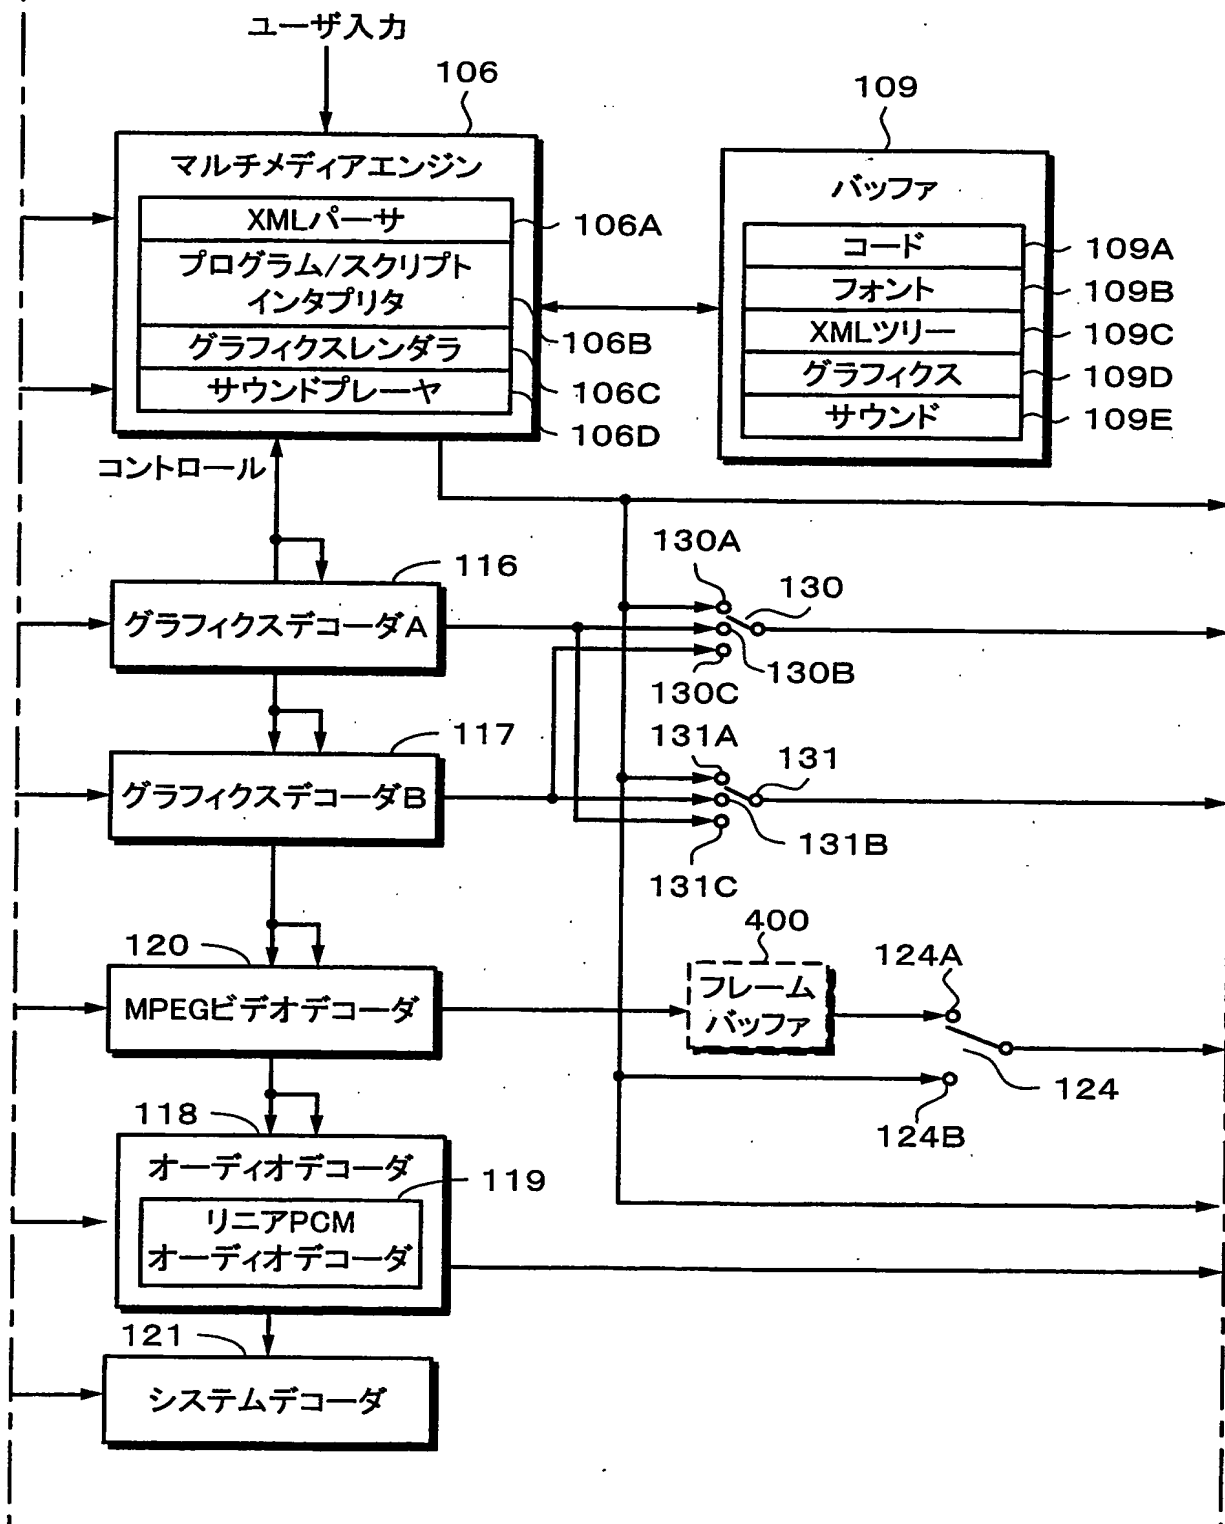 ユーザ入力
106
109
マルチメディアエンジン
バッファ
XMLパーサ
106A
プログラム/スクリプト
インタプリタ
106B
グラフィクスレンダラ
106C
サウンドプレーヤ
106D
コード
109A
フォント
109B
XMLツリー
109C
グラフィクス
109D
サウンド
109E
コントロール
116
グラフィクスデコーダA
130A
130
130B
130C
117
グラフィクスデコーダB
131A
131
131B
131C
120
MPEGビデオデコーダ
400
フレーム
バッファ
124A
124
124B
118
オーディオデコーダ
119
リニアPCM
オーディオデコーダ
121
システムデコーダ